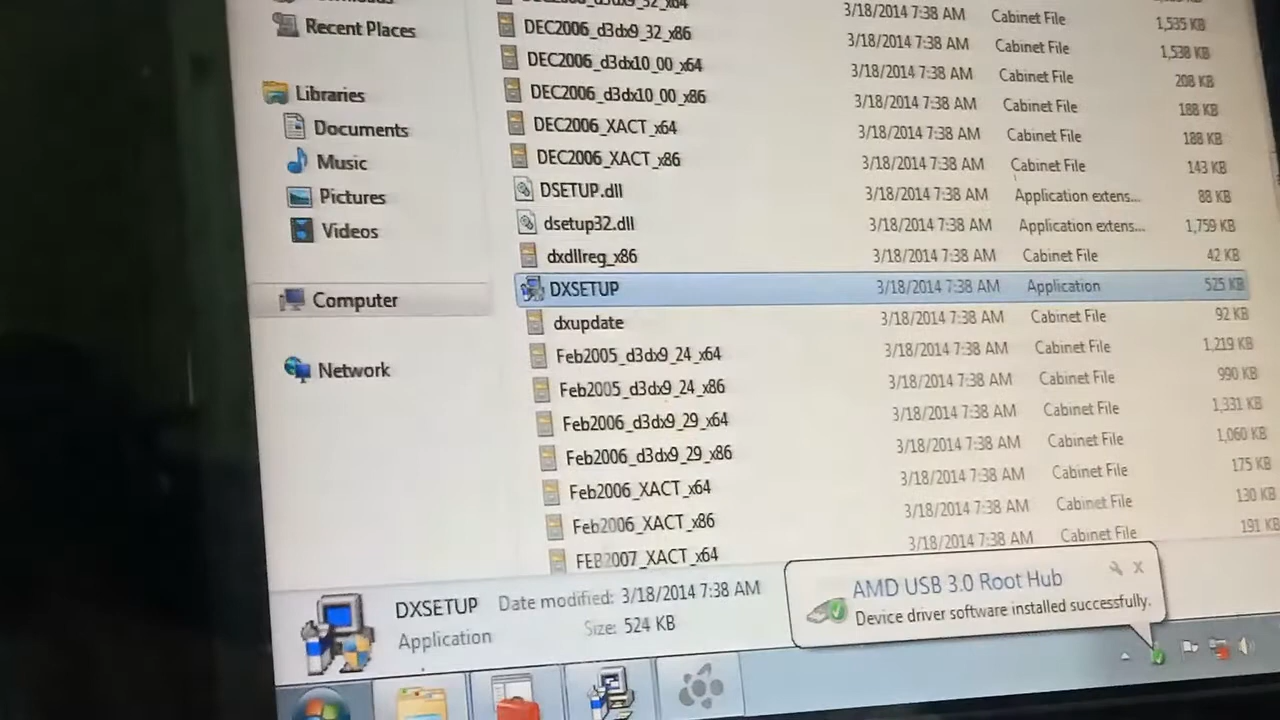 Recent Places
Libraries
Documents
Music
Pictures
Videos
Computer
Network
DEC2006_d3dx9_32_x86 3/18/2014 7:38 AM Cabinet File 1,535 KB
DEC2006_d3dx10_00_x64 3/18/2014 7:38 AM Cabinet File 1,538 KB
DEC2006_d3dx10_00_x86 3/18/2014 7:38 AM Cabinet File 208 KB
DEC2006_XACT_x64 3/18/2014 7:38 AM Cabinet File 188 KB
DEC2006_XACT_x86 3/18/2014 7:38 AM Cabinet File 188 KB
DSETUP.dll 3/18/2014 7:38 AM Cabinet File 143 KB
dsetup32.dll 3/18/2014 7:38 AM Application extens... 88 KB
dxdllreg_x86 3/18/2014 7:38 AM Application extens... 1,759 KB
3/18/2014 7:38 AM Cabinet File 42 KB
DXSETUP 3/18/2014 7:38 AM Application 525 KB
dxupdate 3/18/2014 7:38 AM Cabinet File 92 KB
Feb2005_d3dx9_24_x64 3/18/2014 7:38 AM Cabinet File 1,219 KB
Feb2005_d3dx9_24_x86 3/18/2014 7:38 AM Cabinet File 990 KB
Feb2006_d3dx9_29_x64 3/18/2014 7:38 AM Cabinet File 1,331 KB
Feb2006_d3dx9_29_x86 3/18/2014 7:38 AM Cabinet File 1,060 KB
Feb2006_XACT_x64 3/18/2014 7:38 AM Cabinet File 175 KB
Feb2006_XACT_x86 3/18/2014 7:38 AM Cabinet File 130 KB
FEB2007_XACT_x64 3/18/2014 7:38 AM Cabinet File 191 KB
DXSETUP Date modified: 3/18/2014 7:38 AM
Application Size: 524 KB
AMD USB 3.0 Root Hub
Device driver software installed successfully.